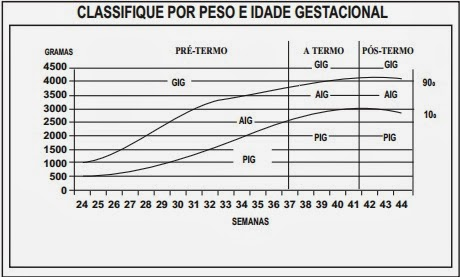 CLASSIFIQUE POR PESO E IDADE GESTACIONAL
GRAMAS
PRÉ-TERMO
A TERMO
PÓS-TERMO
4500
4000
3500
3000
2500
2000
1500
1000
500
0
GIG
GIG
GIG
90º
AIG
AIG
AIG
10º
PIG
PIG
PIG
24 25 26 27 28 29 30 31 32 33 34 35 36 37 38 39 40 41 42 43 44
SEMANAS